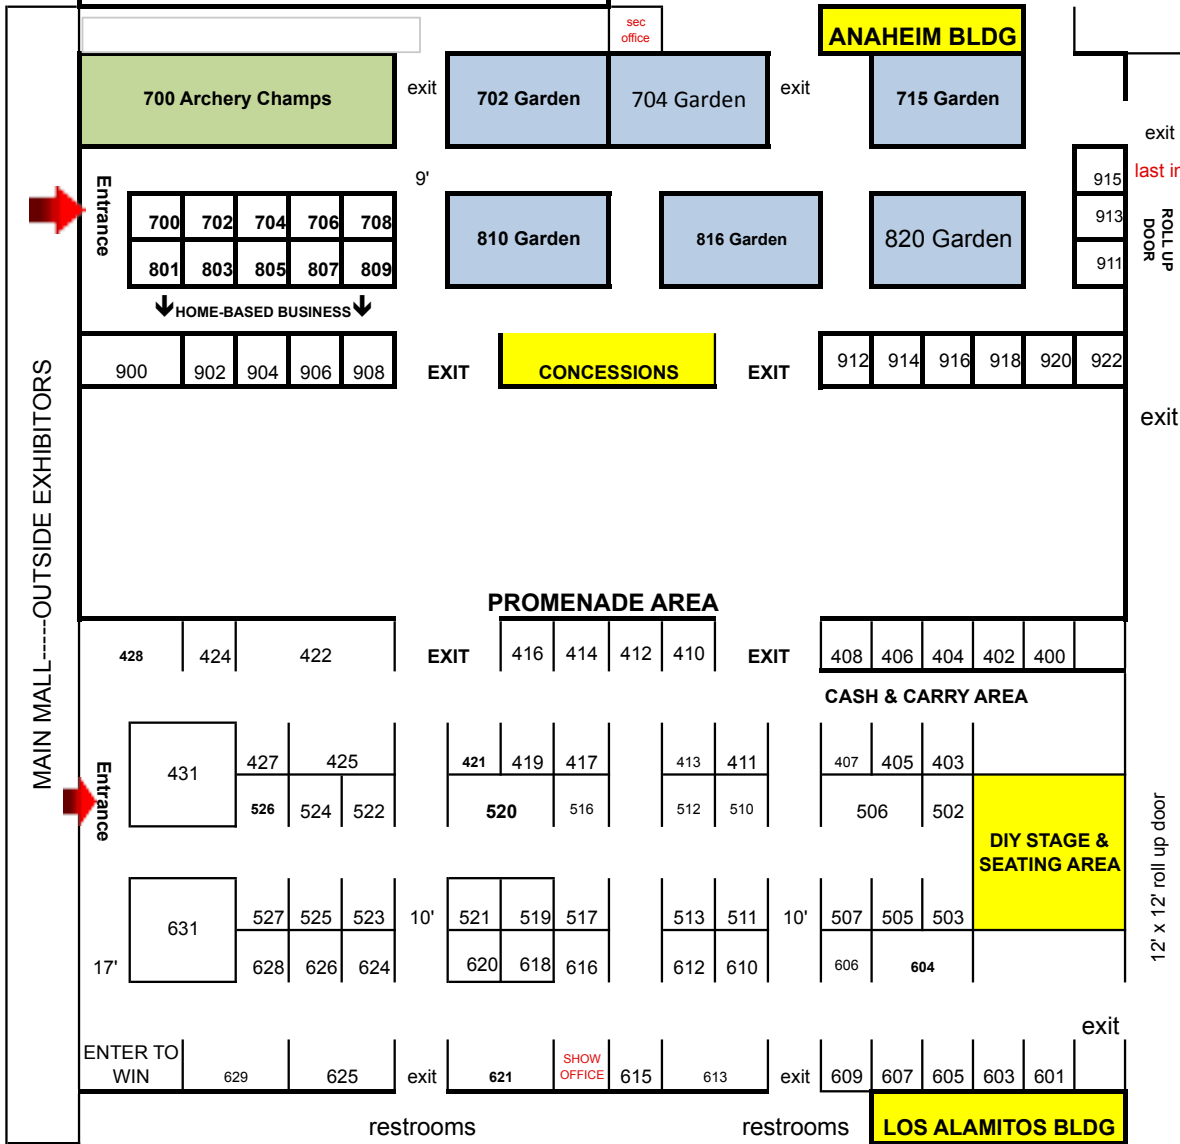 sec
office
ANAHEIM BLDG
700 Archery Champs
exit
702 Garden
704 Garden
exit
715 Garden
exit
Entrance
9'
915
last in
700
702
704
706
708
810 Garden
816 Garden
820 Garden
913
ROLL UP
DOOR
801
803
805
807
809
911
HOME-BASED BUSINESS
MAIN MALL-----OUTSIDE EXHIBITORS
900
902
904
906
908
EXIT
CONCESSIONS
EXIT
912
914
916
918
920
922
exit
PROMENADE AREA
428
424
422
EXIT
416
414
412
410
EXIT
408
406
404
402
400
CASH & CARRY AREA
Entrance
431
427
425
421
419
417
413
411
407
405
403
526
524
522
520
516
512
510
506
502
DIY STAGE &
SEATING AREA
12' x 12' roll up door
631
527
525
523
10'
521
519
517
513
511
10'
507
505
503
17'
628
626
624
620
618
616
612
610
606
604
exit
ENTER TO
WIN
629
625
exit
621
SHOW
OFFICE
615
613
exit
609
607
605
603
601
restrooms
restrooms
LOS ALAMITOS BLDG